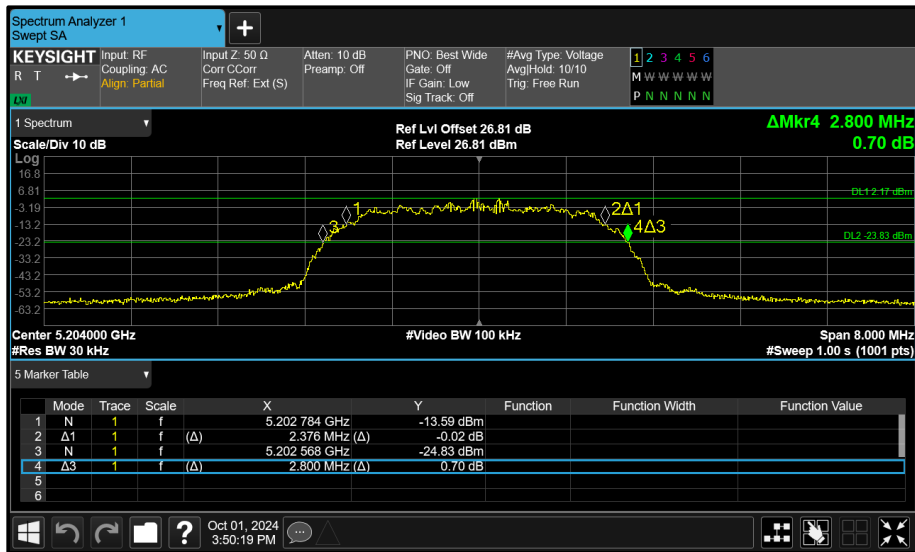 Spectrum Analyzer 1
Swept SA
+
KEYSIGHT
R T
LXI
Input: RF
Coupling: AC
Align: Partial
Input Z: 50 Ω
Corr CCorr
Freq Ref: Ext (S)
Atten: 10 dB
Preamp: Off
PNO: Best Wide
Gate: Off
IF Gain: Low
Sig Track: Off
#Avg Type: Voltage
Avg|Hold: 10/10
Trig: Free Run
1 2 3 4 5 6
M W W W W W
P N N N N N
1 Spectrum
Scale/Div 10 dB
Ref Lvl Offset 26.81 dB
Ref Level 26.81 dBm
ΔMkr4 2.800 MHz
0.70 dB
Log
16.8
6.81
-3.19
-13.2
-23.2
-33.2
-43.2
-53.2
-63.2
DL1 2.17 dBm
1
2Δ1
3
4Δ3
DL2 -23.83 dBm
Center 5.204000 GHz
#Video BW 100 kHz
Span 8.000 MHz
#Res BW 30 kHz
#Sweep 1.00 s (1001 pts)
5 Marker Table
Mode Trace Scale X Y Function Function Width Function Value
1 N 1 f 5.202 784 GHz -13.59 dBm
2 Δ1 1 f (Δ) 2.376 MHz (Δ) -0.02 dB
3 N 1 f 5.202 568 GHz -24.83 dBm
4 Δ3 1 f (Δ) 2.800 MHz (Δ) 0.70 dB
5
6
?
Oct 01, 2024
3:50:19 PM